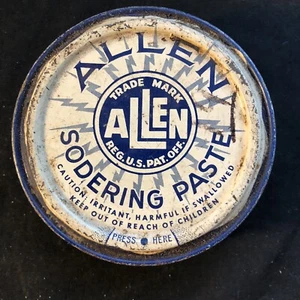 ALLEN
TRADE MARK
ALLEN
REG. U.S. PAT. OFF.
SODERING PASTE
CAUTION: IRRITANT, HARMFUL IF SWALLOWED
KEEP OUT OF REACH OF CHILDREN
PRESS HERE